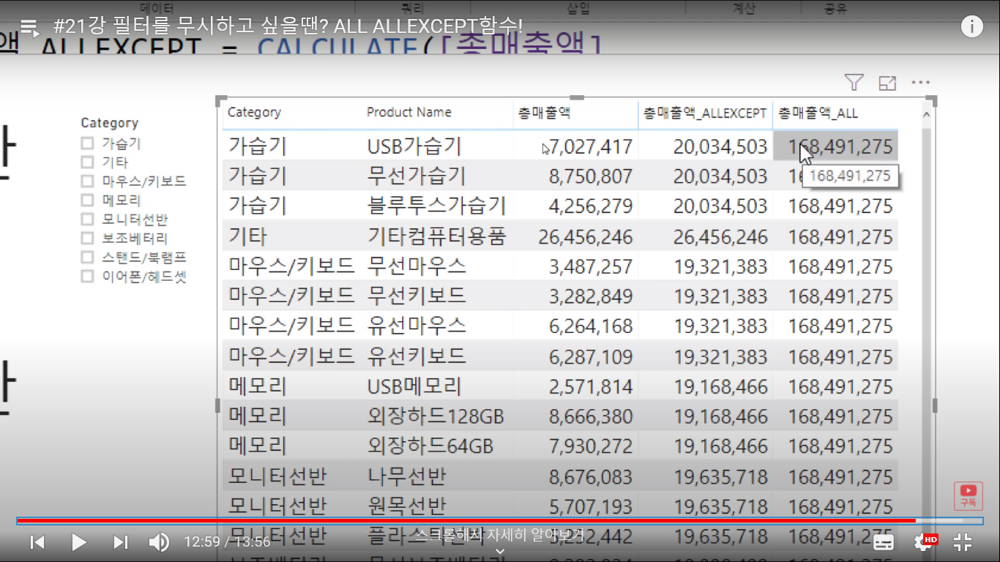 데이터 쿼리 삽입 계산 공유
#21강 필터를 무시하고 싶을땐? ALL ALLEXCEPT함수!
액 ALLEXCEPT = CALCULATE([총매출액]
Category
가습기
기타
마우스/키보드
메모리
모니터선반
보조베터리
스탠드/북램프
이어폰/헤드셋
Category Product Name 총매출액 총매출액_ALLEXCEPT 총매출액_ALL
가습기 USB가습기 7,027,417 20,034,503 168,491,275
168,491,275
가습기 무선가습기 8,750,807 20,034,503
가습기 블루투스가습기 4,256,279 20,034,503 168,491,275
기타 기타컴퓨터용품 26,456,246 26,456,246 168,491,275
마우스/키보드 무선마우스 3,487,257 19,321,383 168,491,275
마우스/키보드 무선키보드 3,282,849 19,321,383 168,491,275
마우스/키보드 유선마우스 6,264,168 19,321,383 168,491,275
마우스/키보드 유선키보드 6,287,109 19,321,383 168,491,275
메모리 USB메모리 2,571,814 19,168,466 168,491,275
메모리 외장하드128GB 8,666,380 19,168,466 168,491,275
메모리 외장하드64GB 7,930,272 19,168,466 168,491,275
모니터선반 나무선반 8,676,083 19,635,718 168,491,275
모니터선반 원목선반 5,707,193 19,635,718 168,491,275
모니터선반 19,635,718 168,491,275
구독
12:59 / 13:56
스크롤해서 자세히 알아보기
HD